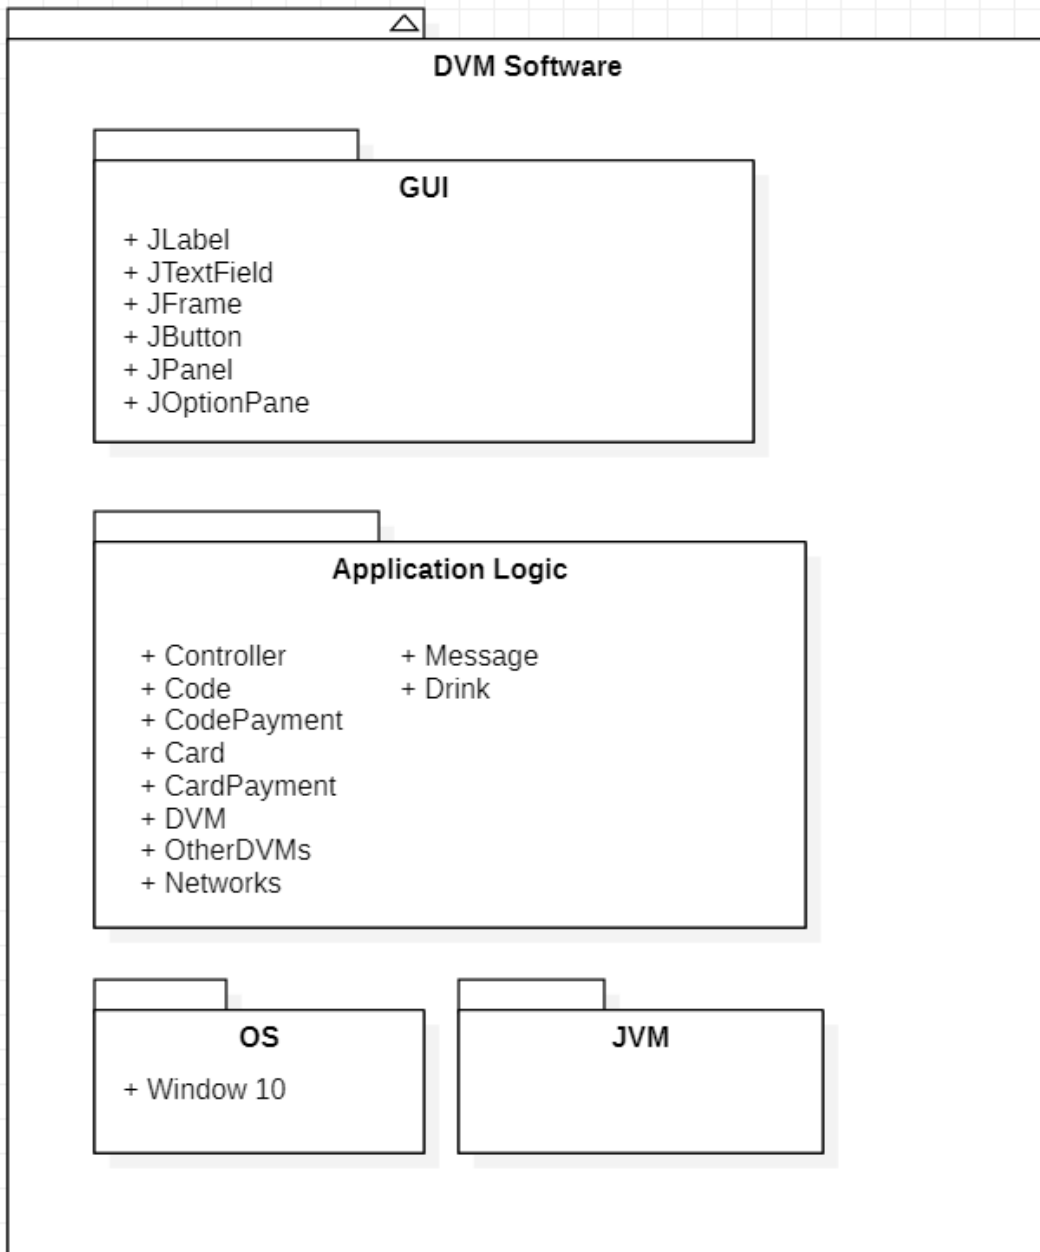 DVM Software
GUI
+ JLabel
+ JTextField
+ JFrame
+ JButton
+ JPanel
+ JOptionPane
Application Logic
+ Controller
+ Code
+ CodePayment
+ Card
+ CardPayment
+ DVM
+ OtherDVMs
+ Networks
+ Message
+ Drink
OS
+ Window 10
JVM